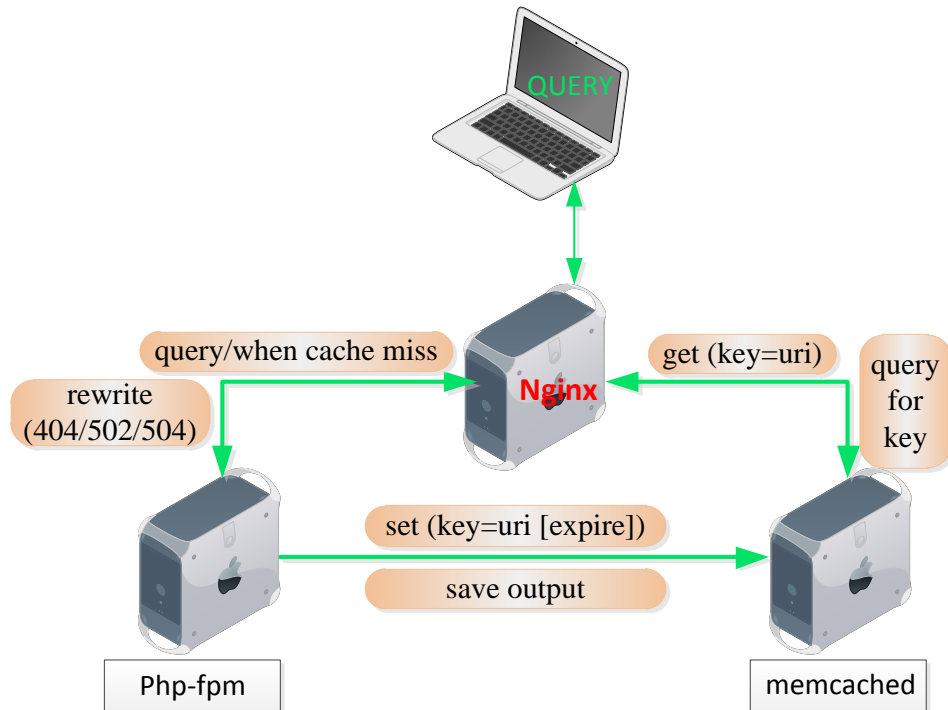 QUERY
query/when cache miss
get (key=uri)
rewrite
(404/502/504)
Nginx
query
for
key
set (key=uri [expire])
save output
Php-fpm
memcached